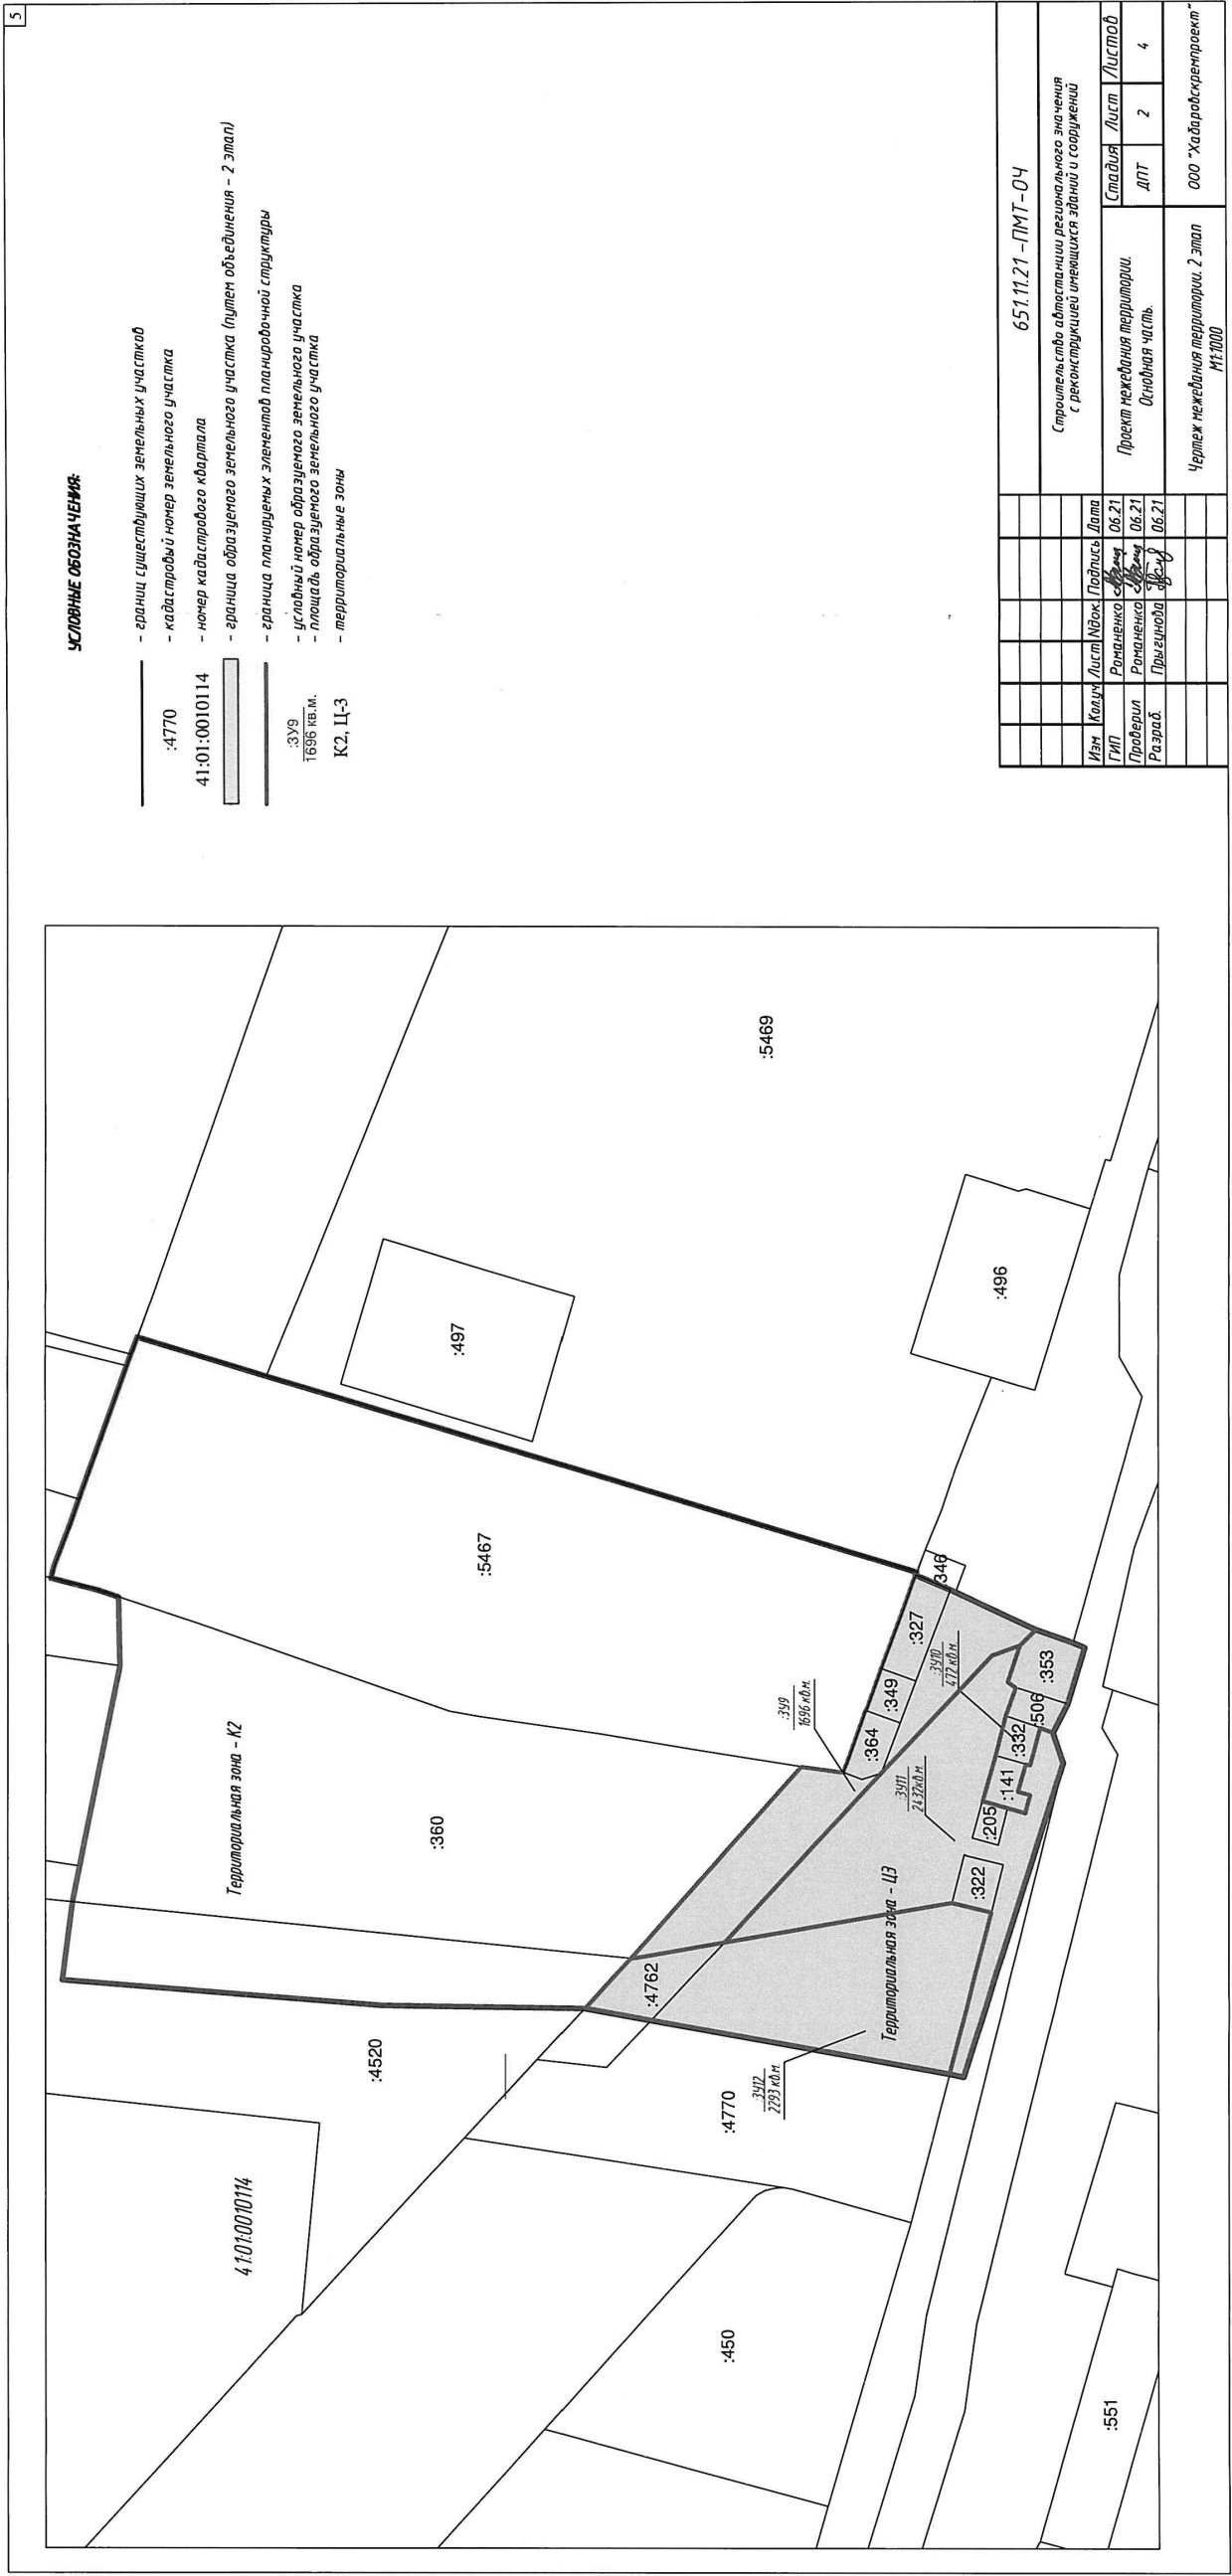 5
УСЛОВНЫЕ ОБОЗНАЧЕНИЯ:
- границ существующих земельных участков
:4770 - кадастровый номер земельного участка
41:01:0010114 - номер кадастрового квартала
- граница образуемого земельного участка (путем объединения - 2 этап)
- граница планируемых элементов планировочной структуры
:ЗУ9 - условный номер образуемого земельного участка
1696 кв.м. - площадь образуемого земельного участка
К2, Ц-3 - территориальные зоны
41:01:0010114
Территориальная зона - К2
:4520
:360
:5467
:497
:5469
:4762
:4770
:450
:551
:ЗУ12
2293 кв.м.
Территориальная зона - ЦЗ
:ЗУ9
1696 кв.м.
:ЗУ11
2432кв.м.
:ЗУ10
472 кв.м.
:364
:349
:327
:346
:322
:205
:141
:332
:506
:353
:496
651.11.21 -ПМТ-ОЧ
Строительство автостанции регионального значения
с реконструкцией имеющихся зданий и сооружений
Изм Кол.уч Лист Nдок. Подпись Дата
ГИП Романенко 06.21
Проверил Романенко 06.21
Разраб. Прыгунова 06.21
Проект межевания территории.
Основная часть.
Стадия Лист Листов
ДПТ 2 4
Чертеж межевания территории. 2 этап
М1:1000
ООО "Хабаровскремпроект"